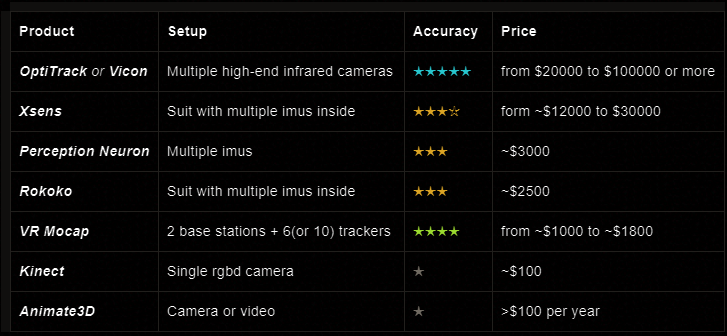 Product Setup Accuracy Price
OptiTrack or Vicon Multiple high-end infrared cameras ★★★★★ from $20000 to $100000 or more
Xsens Suit with multiple imus inside ★★★⯪ form ~$12000 to $30000
Perception Neuron Multiple imus ★★★ ~$3000
Rokoko Suit with multiple imus inside ★★★ ~$2500
VR Mocap 2 base stations + 6(or 10) trackers ★★★★ from ~$1000 to ~$1800
Kinect Single rgbd camera ★ ~$100
Animate3D Camera or video ★ >$100 per year